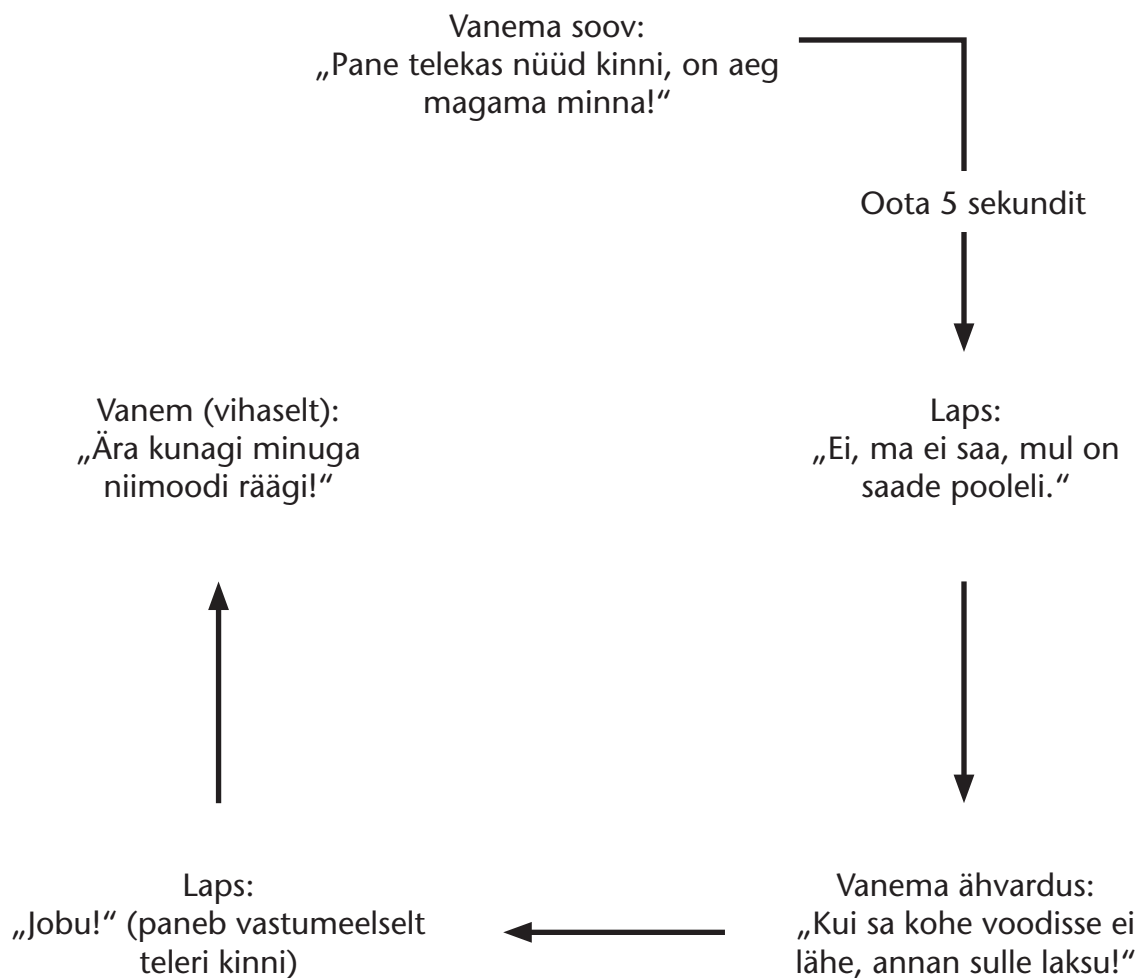 Vanema soov:
„Pane telekas nüüd kinni, on aeg
magama minna!“
Oota 5 sekundit
Laps:
„Ei, ma ei saa, mul on
saade pooleli.“
Vanema ähvardus:
„Kui sa kohe voodisse ei
lähe, annan sulle laksu!“
Laps:
„Jobu!“ (paneb vastumeelselt
teleri kinni)
Vanem (vihaselt):
„Ära kunagi minuga
niimoodi räägi!“